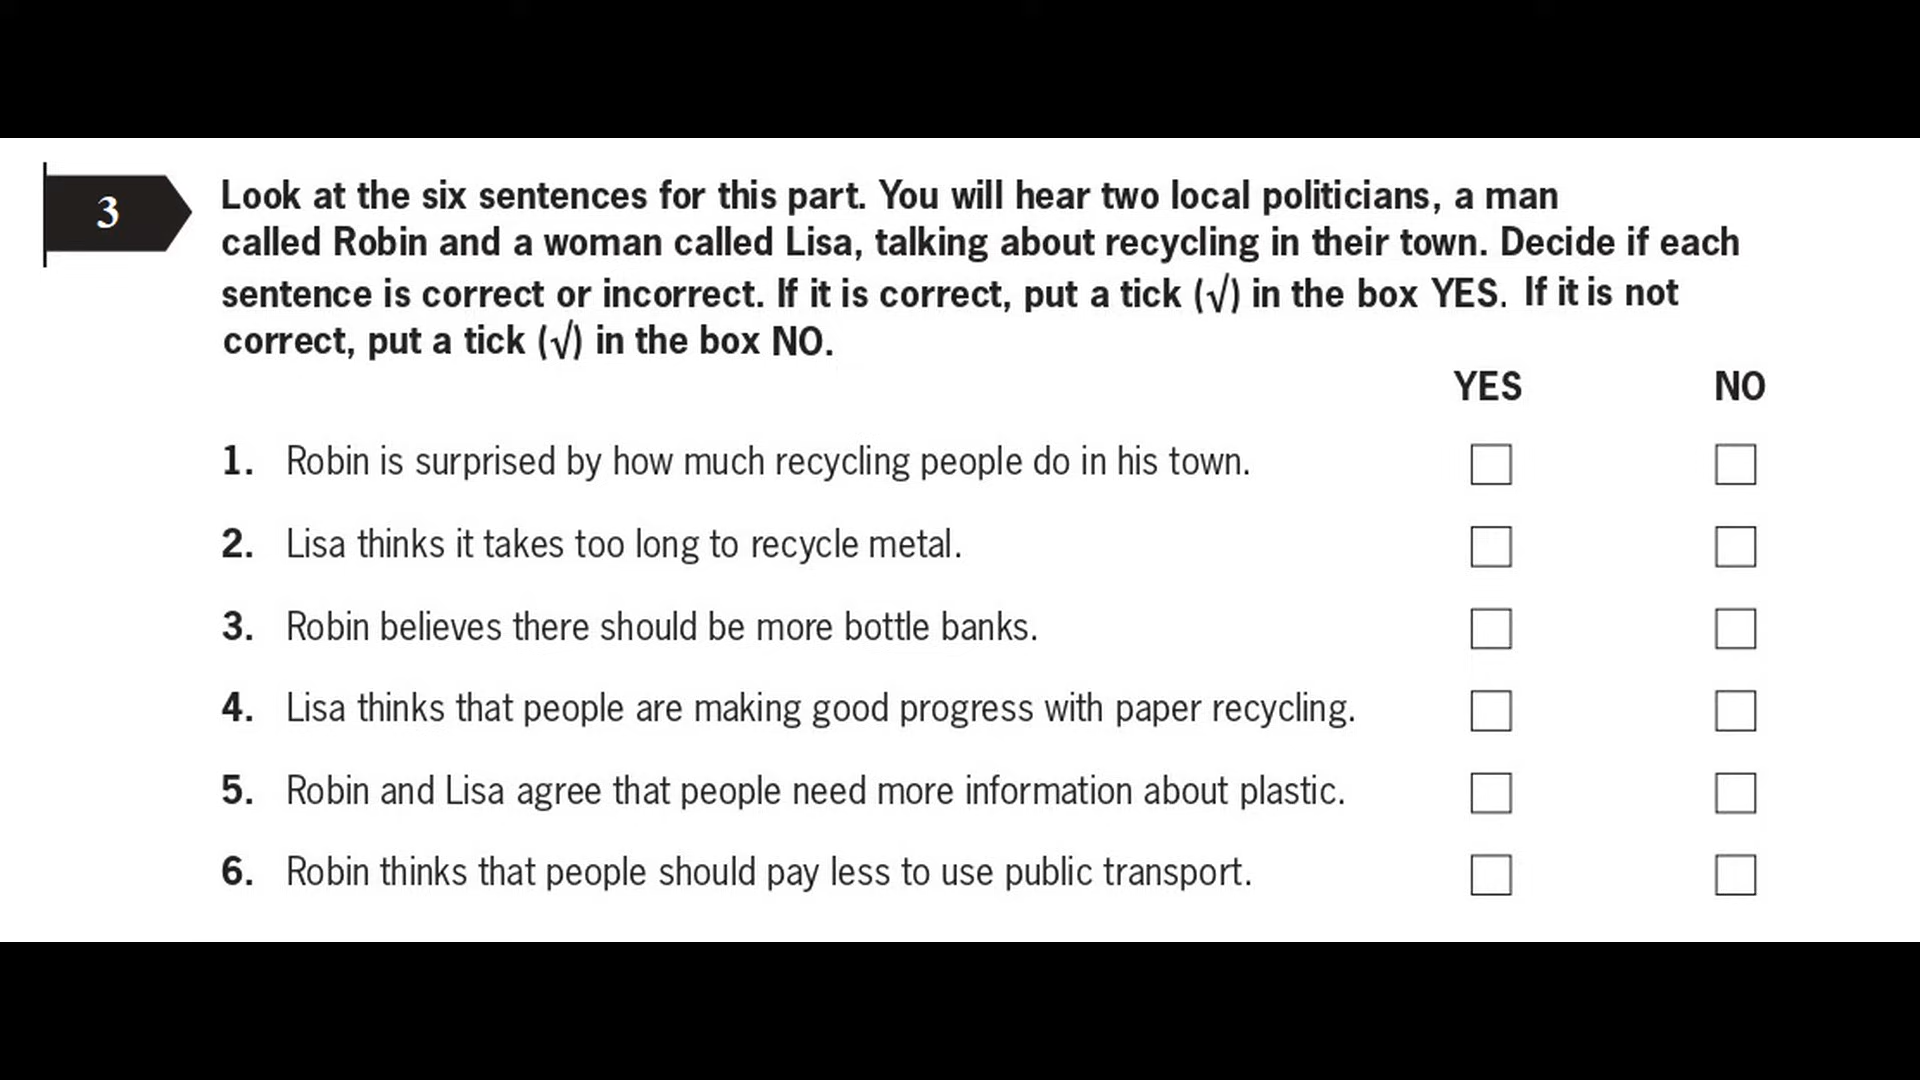 3
Look at the six sentences for this part. You will hear two local politicians, a man
called Robin and a woman called Lisa, talking about recycling in their town. Decide if each
sentence is correct or incorrect. If it is correct, put a tick (√) in the box YES. If it is not
correct, put a tick (√) in the box NO.
YES NO
1. Robin is surprised by how much recycling people do in his town.
2. Lisa thinks it takes too long to recycle metal.
3. Robin believes there should be more bottle banks.
4. Lisa thinks that people are making good progress with paper recycling.
5. Robin and Lisa agree that people need more information about plastic.
6. Robin thinks that people should pay less to use public transport.